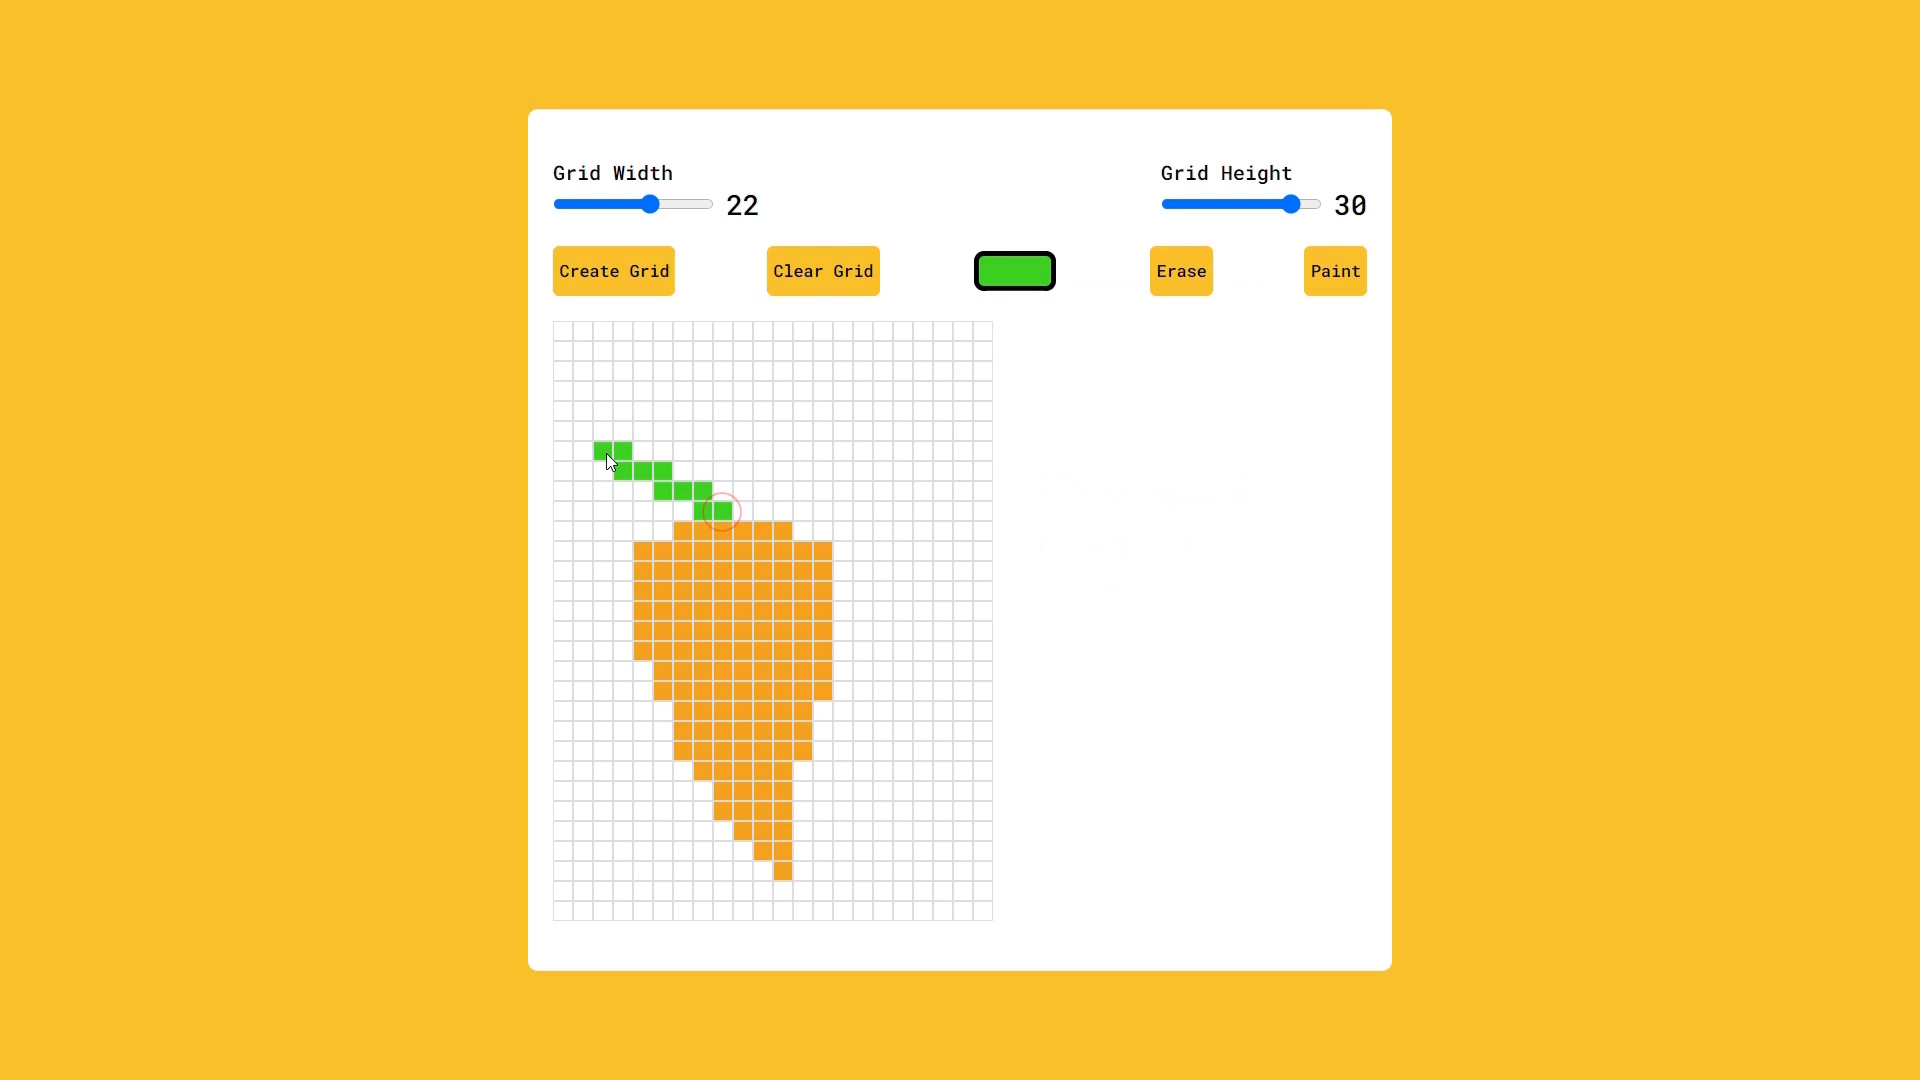 Grid Width
22
Grid Height
30
Create Grid
Clear Grid
Erase
Paint